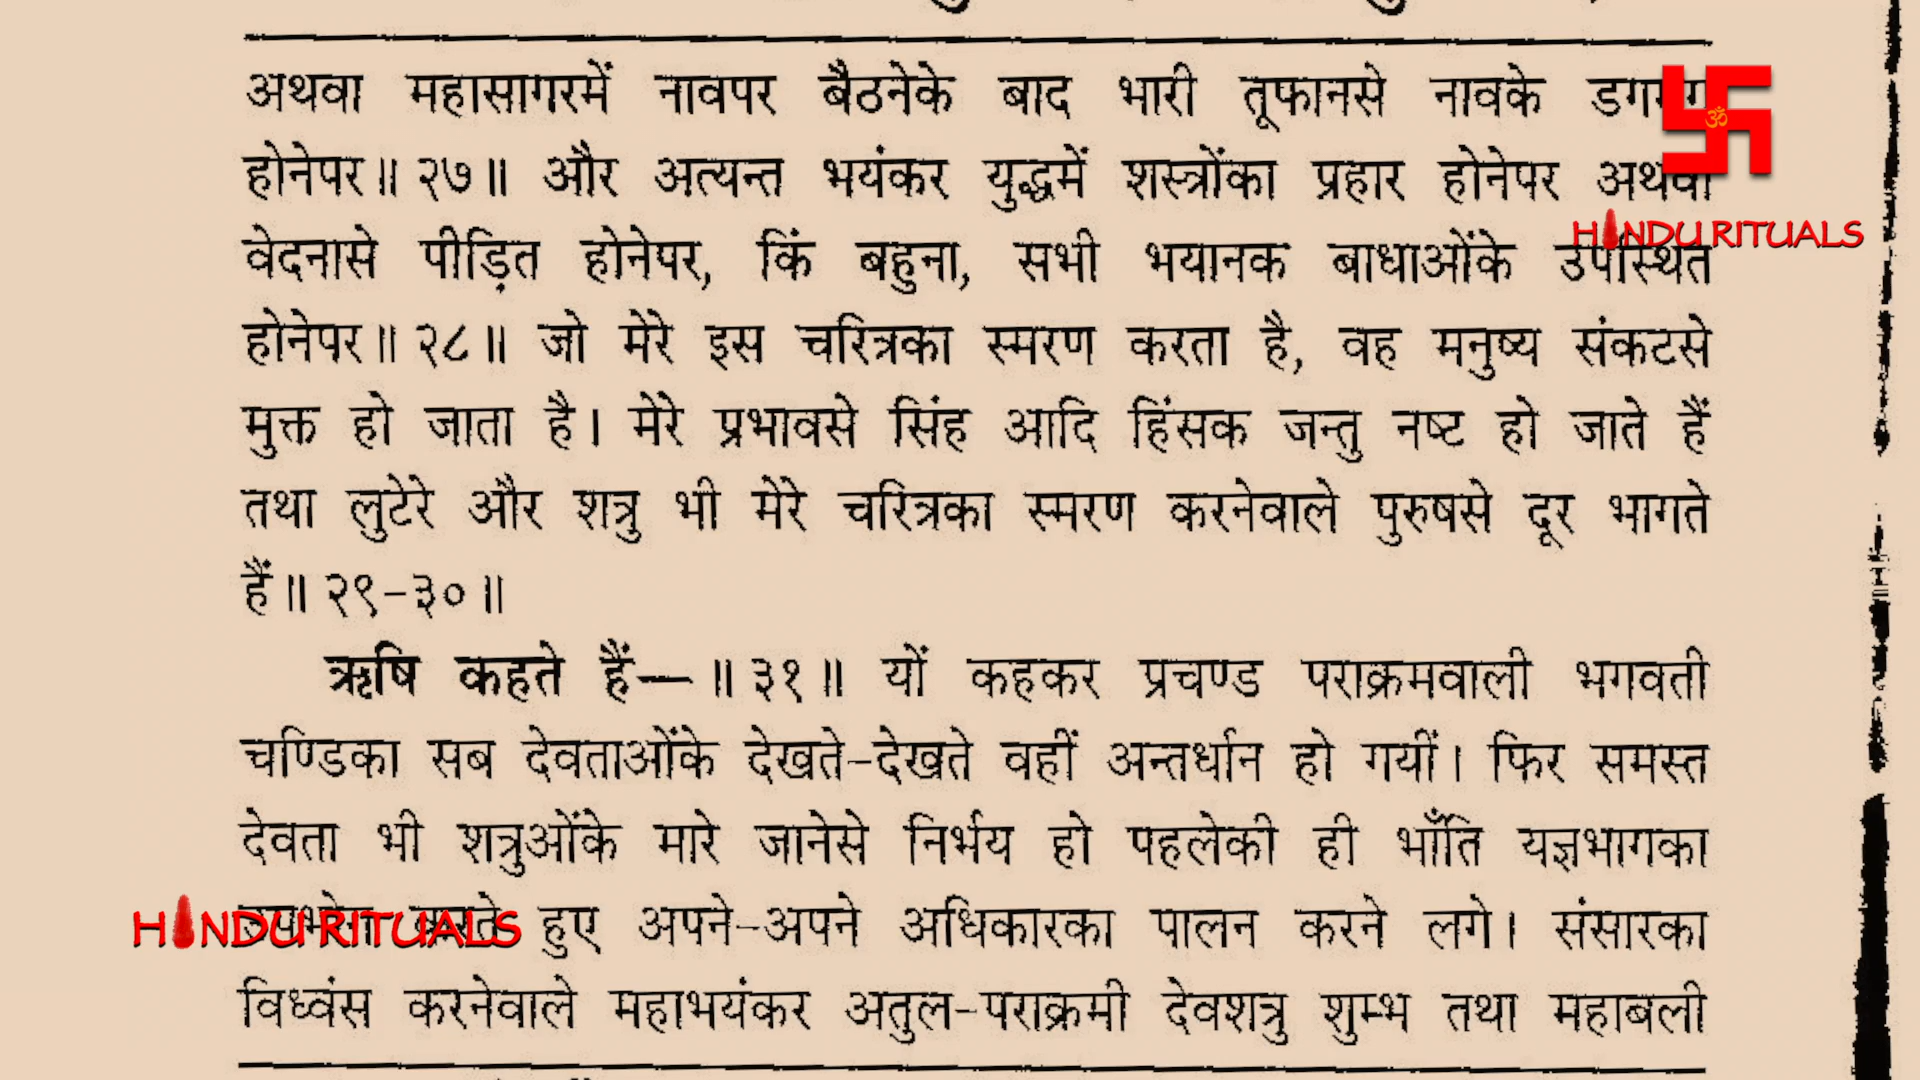 अथवा महासागरमें नावपर बैठनेके बाद भारी तूफानसे नावके
होनेपर॥ २७॥ और अत्यन्त भयंकर युद्धमें शस्त्रोंका प्रहार होनेपर अथवा
HINDU RITUALS
वेदनासे पीड़ित होनेपर, किं बहुना, सभी भयानक बाधाओंके उपस्थित
होनेपर॥ २८॥ जो मेरे इस चरित्रका स्मरण करता है, वह मनुष्य संकटसे
मुक्त हो जाता है। मेरे प्रभावसे सिंह आदि हिंसक जन्तु नष्ट हो जाते हैं
तथा लुटेरे और शत्रु भी मेरे चरित्रका स्मरण करनेवाले पुरुषसे दूर भागते
हैं॥ २९-३०॥
ऋषि कहते हैं—॥ ३१॥ यों कहकर प्रचण्ड पराक्रमवाली भगवती
चण्डिका सब देवताओंके देखते-देखते वहीं अन्तर्धान हो गयीं। फिर समस्त
देवता भी शत्रुओंके मारे जानेसे निर्भय हो पहलेकी ही भाँति यज्ञभागका
HINDU RITUALS
हुए अपने-अपने अधिकारका पालन करने लगे। संसारका
विध्वंस करनेवाले महाभयंकर अतुल-पराक्रमी देवशत्रु शुम्भ तथा महाबली